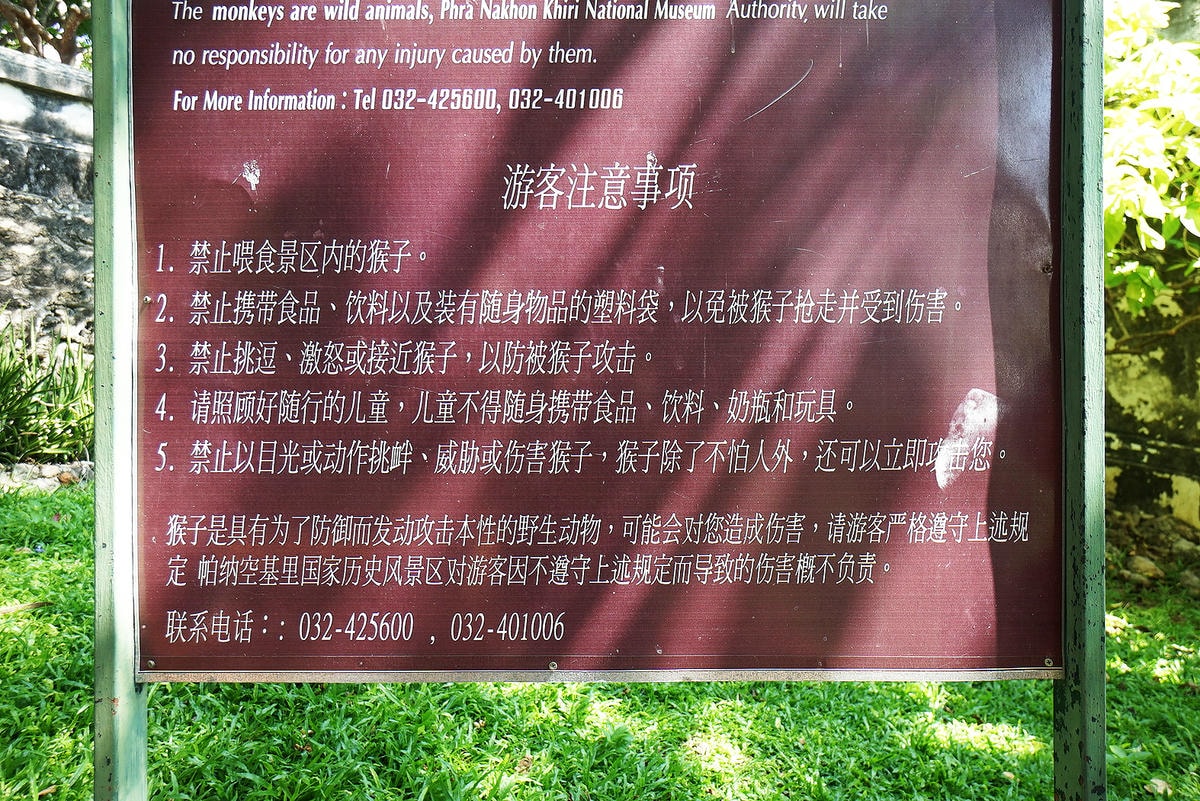 The monkeys are wild animals, Phra Nakhon Khiri National Museum Authority, will take
no responsibility for any injury caused by them.
For More Information : Tel 032-425600, 032-401006
游客注意事项
1. 禁止喂食景区内的猴子。
2. 禁止携带食品、饮料以及装有随身物品的塑料袋，以免被猴子抢走并受到伤害。
3. 禁止挑逗、激怒或接近猴子，以防被猴子攻击。
4. 请照顾好随行的儿童，儿童不得随身携带食品、饮料、奶瓶和玩具。
5. 禁止以目光或动作挑衅、威胁或伤害猴子，猴子除了不怕人外，还可以立即攻击您。
猴子是具有为了防御而发动攻击本性的野生动物，可能会对您造成伤害，请游客严格遵守上述规
定 帕纳空基里国家历史风景区对游客因不遵守上述规定而导致的伤害概不负责。
联系电话：: 032-425600 , 032-401006